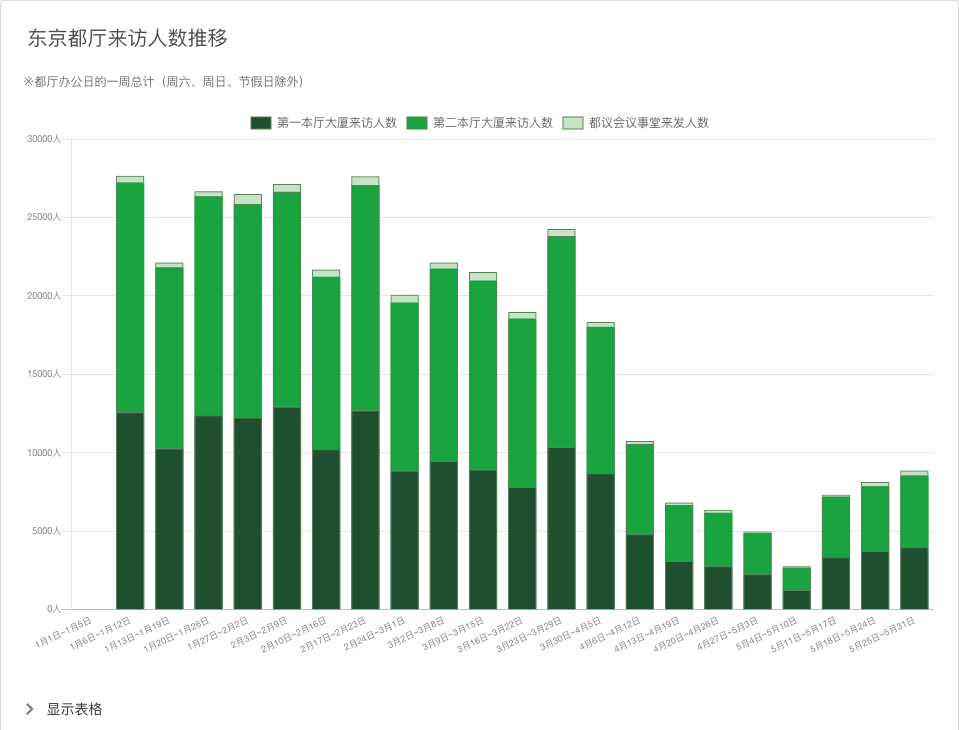 东京都厅来访人数推移
※都厅办公日的一周总计（周六、周日、节假日除外）
第一本厅大厦来访人数 第二本厅大厦来访人数 都议会议事堂来发人数
30000人
25000人
20000人
15000人
10000人
5000人
0人
1月1日~1月5日
1月6日~1月12日
1月13日~1月19日
1月20日~1月26日
1月27日~2月2日
2月3日~2月9日
2月10日~2月16日
2月17日~2月23日
2月24日~3月1日
3月2日~3月8日
3月9日~3月15日
3月16日~3月22日
3月23日~3月29日
3月30日~4月5日
4月6日~4月12日
4月13日~4月19日
4月20日~4月26日
4月27日~5月3日
5月4日~5月10日
5月11日~5月17日
5月18日~5月24日
5月25日~5月31日
显示表格